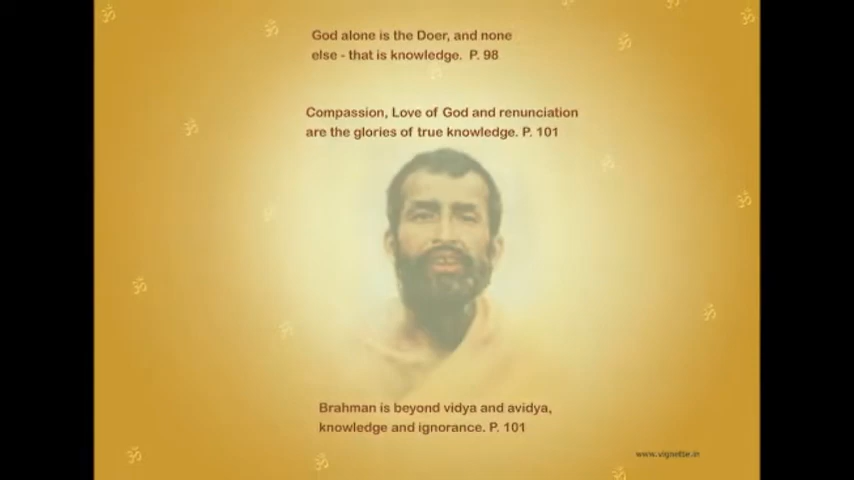 God alone is the Doer, and none
else - that is knowledge.  P. 98
Compassion, Love of God and renunciation
are the glories of true knowledge. P. 101
Brahman is beyond vidya and avidya,
knowledge and ignorance. P. 101
www.vignette.in
ॐ
ॐ
ॐ
ॐ
ॐ
ॐ
ॐ
ॐ
ॐ
ॐ
ॐ
ॐ
ॐ
ॐ